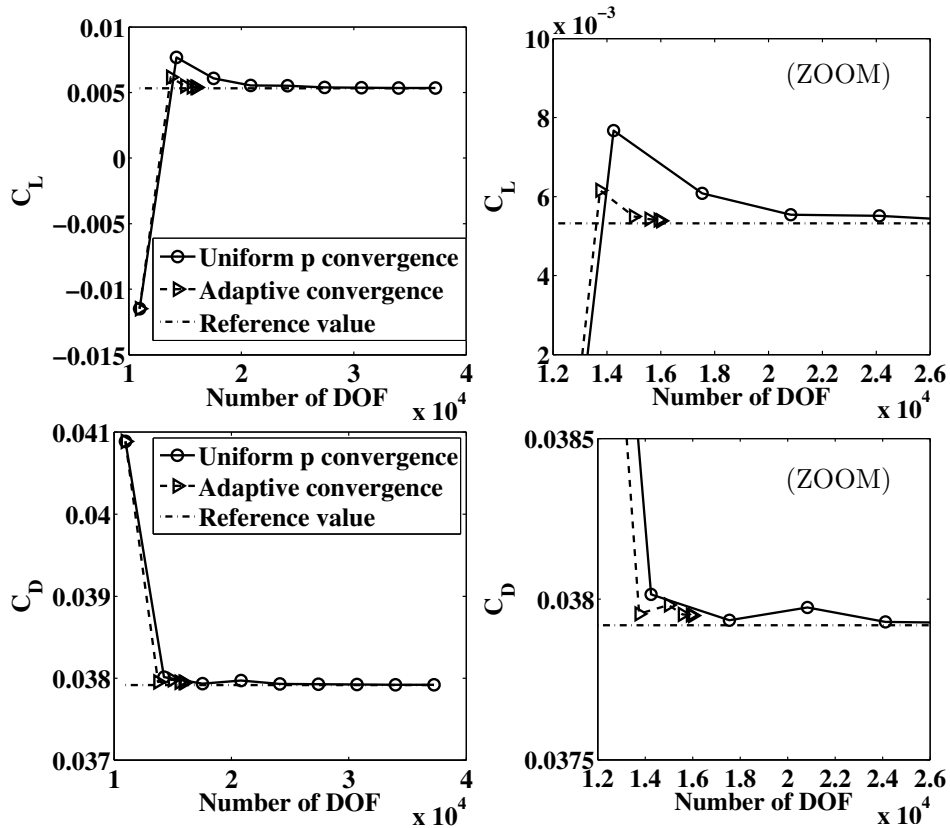 0.01
0.005
0
−0.005
−0.01
−0.015
C_L
1
2
3
4
Number of DOF
x 10^4
Uniform p convergence
Adaptive convergence
Reference value
x 10^−3
10
8
6
4
2
C_L
(ZOOM)
1.2 1.4 1.6 1.8 2 2.2 2.4 2.6
Number of DOF
x 10^4
0.041
0.04
0.039
0.038
0.037
C_D
1
2
3
4
Number of DOF
x 10^4
Uniform p convergence
Adaptive convergence
Reference value
0.0385
0.038
0.0375
C_D
(ZOOM)
1.2 1.4 1.6 1.8 2 2.2 2.4 2.6
Number of DOF
x 10^4